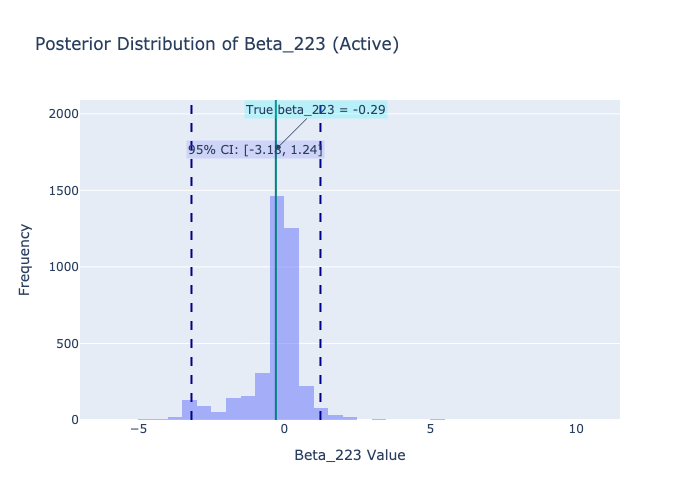 Posterior Distribution of Beta_223 (Active)
True beta_223 = -0.29
95% CI: [-3.18, 1.24]
2000
1500
1000
500
0
Frequency
−5
0
5
10
Beta_223 Value